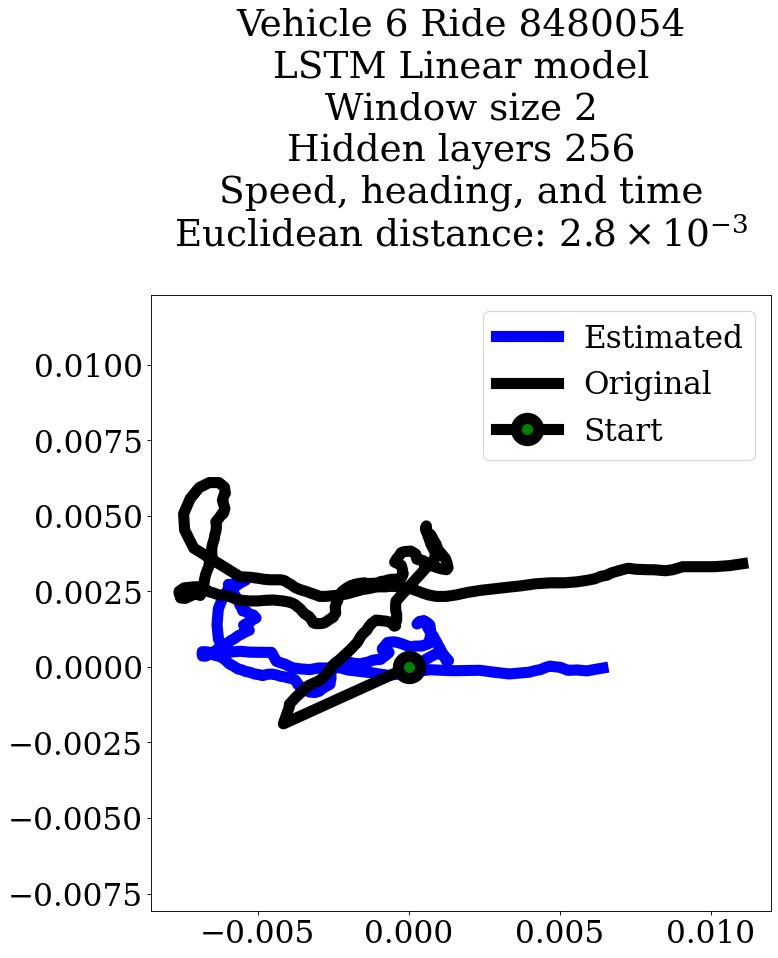 Vehicle 6 Ride 8480054
LSTM Linear model
Window size 2
Hidden layers 256
Speed, heading, and time
Euclidean distance: 2.8 × 10⁻³
Estimated
Original
Start
0.0100
0.0075
0.0050
0.0025
0.0000
−0.0025
−0.0050
−0.0075
−0.005 0.000 0.005 0.010